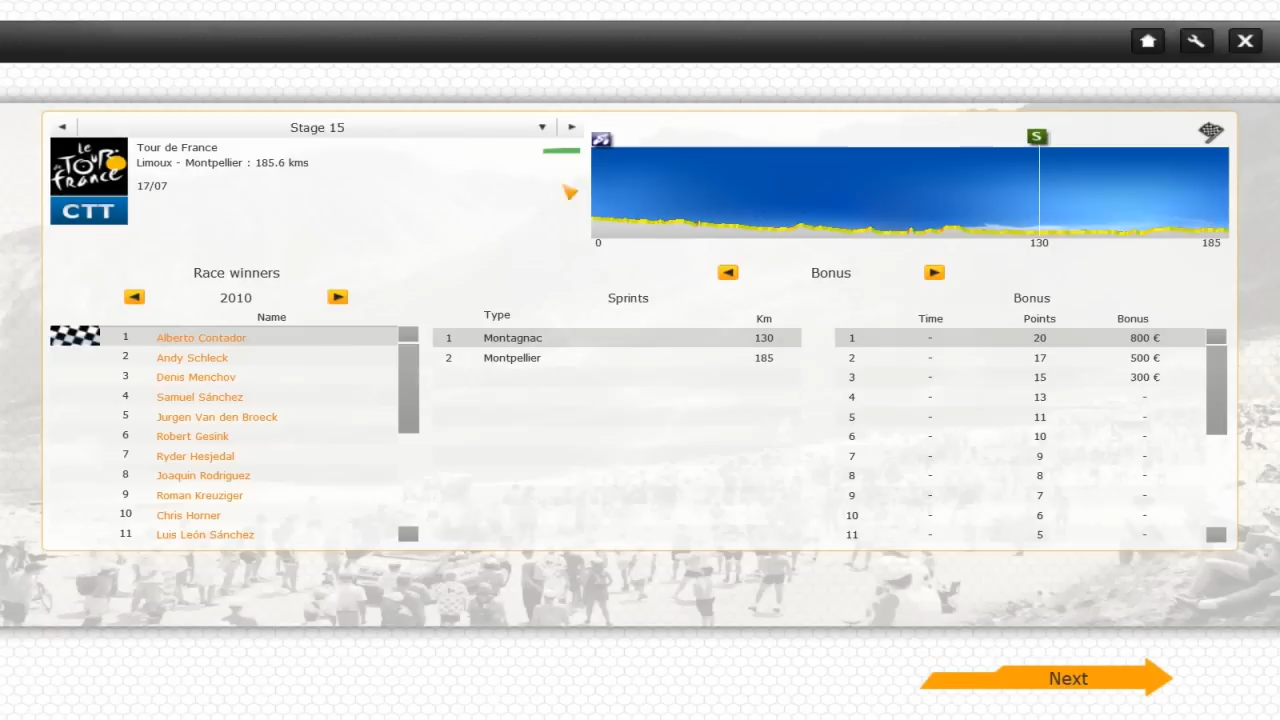 Stage 15
Le
TOUR
de
FRANCE
CTT
Tour de France
Limoux - Montpellier : 185.6 kms
17/07
S
0
130
185
Race winners
2010
Name
1 Alberto Contador
2 Andy Schleck
3 Denis Menchov
4 Samuel Sánchez
5 Jurgen Van den Broeck
6 Robert Gesink
7 Ryder Hesjedal
8 Joaquin Rodriguez
9 Roman Kreuziger
10 Chris Horner
11 Luis León Sánchez
Bonus
Sprints
Type Km
1 Montagnac 130
2 Montpellier 185
Bonus
Time Points Bonus
1 - 20 800 €
2 - 17 500 €
3 - 15 300 €
4 - 13 -
5 - 11 -
6 - 10 -
7 - 9 -
8 - 8 -
9 - 7 -
10 - 6 -
11 - 5 -
Next